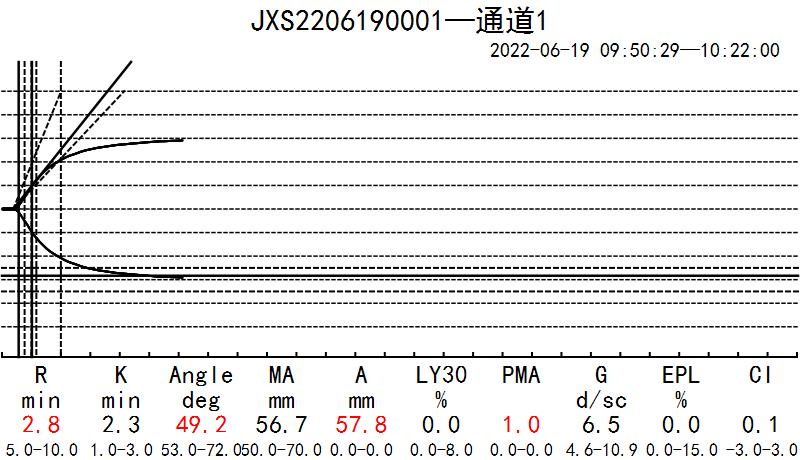 JXS2206190001—通道1
2022-06-19 09:50:29—10:22:00
R K Angle MA A LY30 PMA G EPL CI
min min deg mm mm % d/sc %
2.8 2.3 49.2 56.7 57.8 0.0 1.0 6.5 0.0 0.1
5.0-10.0 1.0-3.0 53.0-72.0 50.0-70.0 0.0-0.0 0.0-8.0 0.0-0.0 4.6-10.9 0.0-15.0 -3.0-3.0